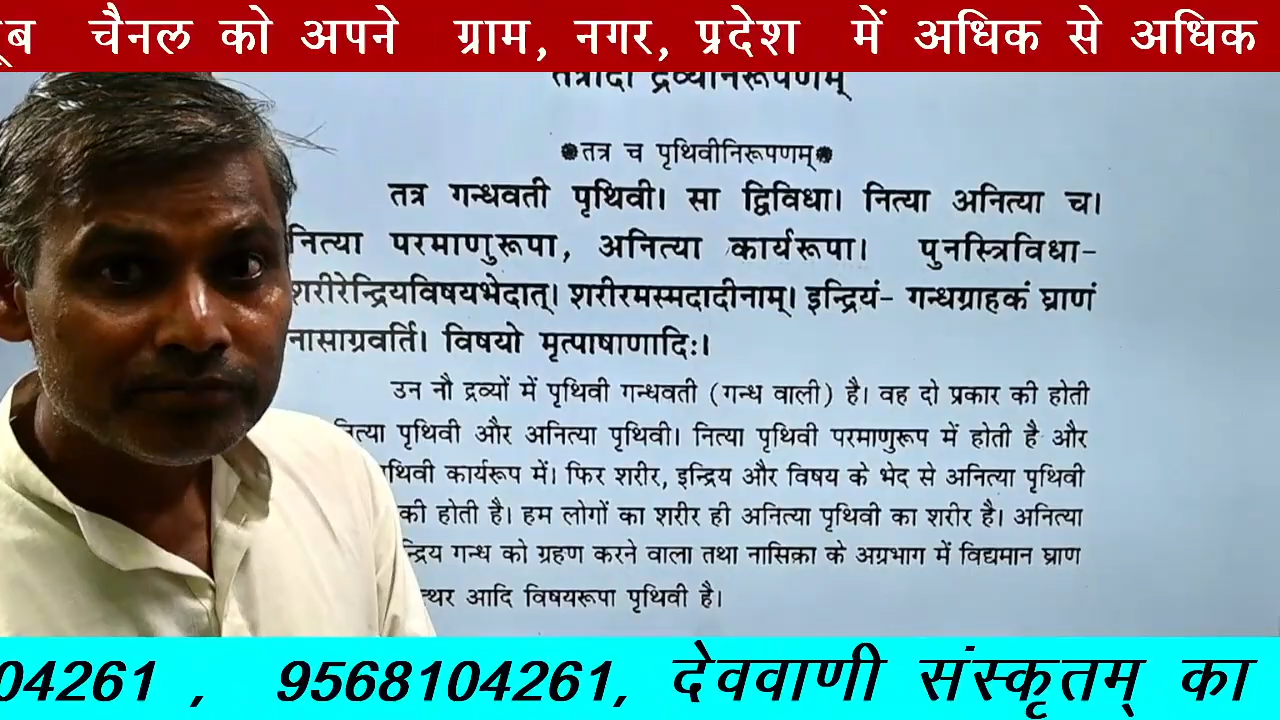 चैनल को अपने ग्राम, नगर, प्रदेश में अधिक से अधिक
तत्रादौ द्रव्यनिरूपणम्
तत्र च पृथिवीनिरूपणम्
तत्र गन्धवती पृथिवी। सा द्विविधा। नित्या अनित्या च।
नित्या परमाणुरूपा, अनित्या कार्यरूपा। पुनस्त्रिविधा-
शरीरेन्द्रियविषयभेदात्। शरीरमस्मदादीनाम्। इन्द्रियं- गन्धग्राहकं घ्राणं
नासाग्रवर्ति। विषयो मृत्पाषाणादिः।
उन नौ द्रव्यों में पृथिवी गन्धवती (गन्ध वाली) है। वह दो प्रकार की होती
नित्या पृथिवी और अनित्या पृथिवी। नित्या पृथिवी परमाणुरूप में होती है और
कार्यरूप में। फिर शरीर, इन्द्रिय और विषय के भेद से अनित्या पृथिवी
की होती है। हम लोगों का शरीर ही अनित्या पृथिवी का शरीर है। अनित्या
गन्ध को ग्रहण करने वाला तथा नासिका के अग्रभाग में विद्यमान घ्राण
आदि विषयरूपा पृथिवी है।
04261 , 9568104261, देववाणी संस्कृतम् का